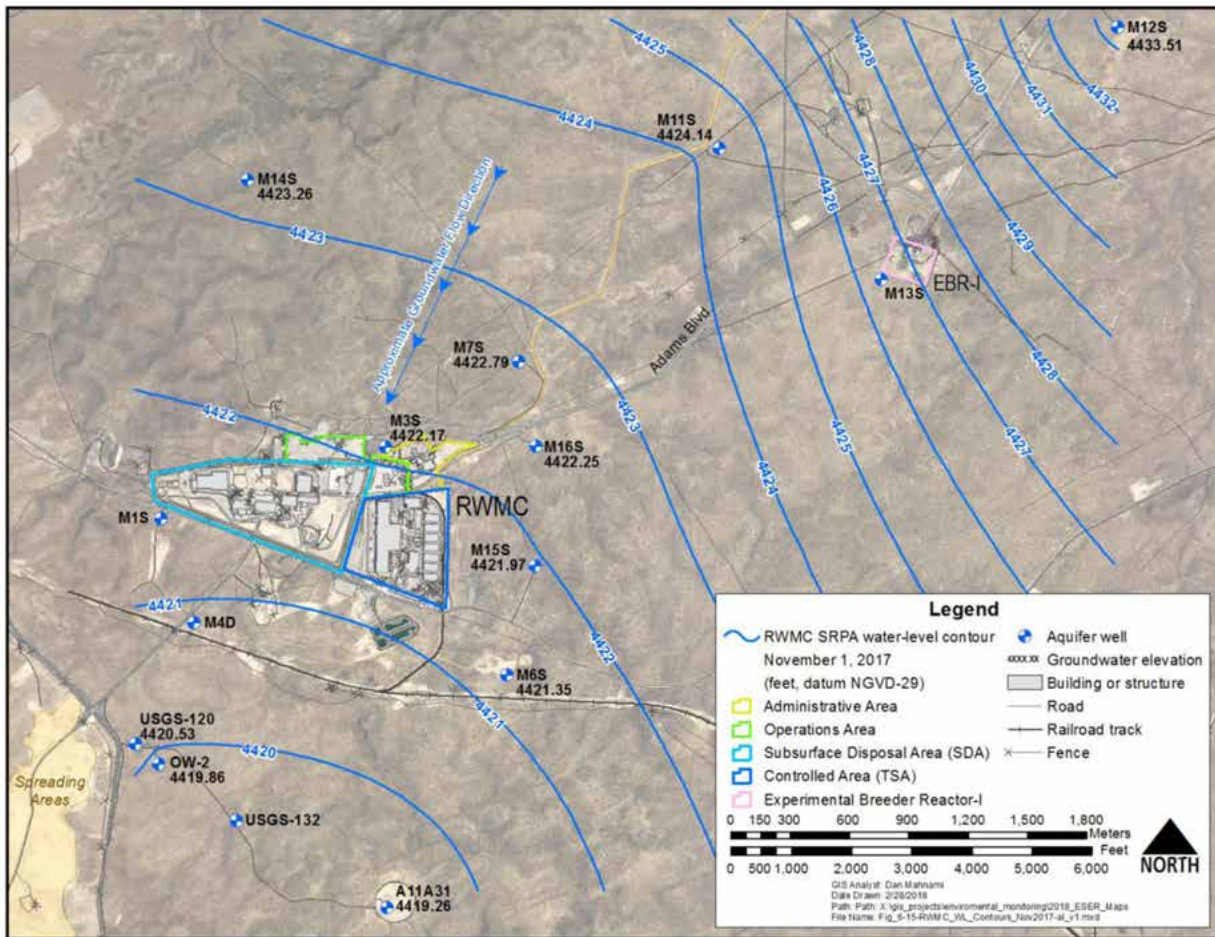 M12S
4433.51
4425
4428
4430
4431
4432
4424
M11S
4424.14
M14S
4423.26
4427
4426
Approximate Groundwater Flow Direction
4423
4429
M13S
EBR-I
M7S
4422.79
Adams Blvd.
4428
4422
M3S
4422.17
4423
M16S
4422.25
4425
4427
4424
RWMC
M1S
M15S
4421.97
4421
M4D
4422
M6S
4421.35
4421
USGS-120
4420.53
4420
OW-2
4419.86
Spreading
Areas
USGS-132
A11A31
4419.26
Legend
RWMC SRPA water-level contour
November 1, 2017
(feet, datum NGVD-29)
Administrative Area
Operations Area
Subsurface Disposal Area (SDA)
Controlled Area (TSA)
Experimental Breeder Reactor-I
Aquifer well
xxxx.xx Groundwater elevation
Building or structure
Road
Railroad track
Fence
0 150 300 600 900 1,200 1,500 1,800
Meters
Feet
0 500 1,000 2,000 3,000 4,000 5,000 6,000
NORTH
GIS Analyst: Dan Mahnami
Date Drawn: 2/28/2018